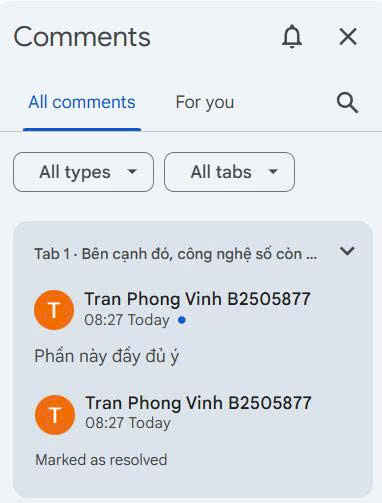 Comments
All comments
For you
All types
All tabs
Tab 1 · Bên cạnh đó, công nghệ số còn ...
T
Tran Phong Vinh B2505877
08:27 Today
Phần này đầy đủ ý
T
Tran Phong Vinh B2505877
08:27 Today
Marked as resolved